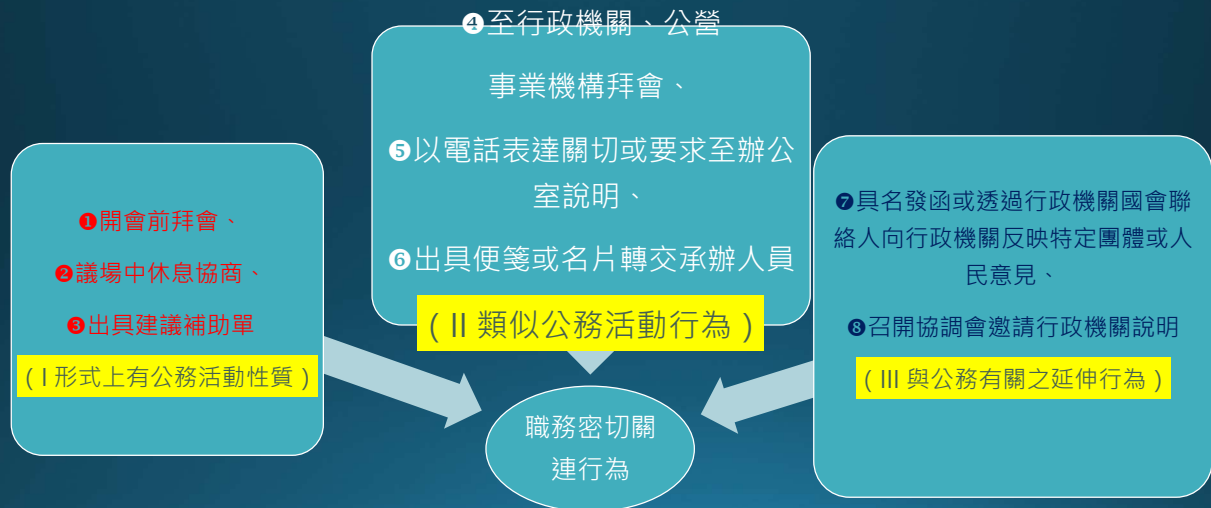 ❶開會前拜會、
❷議場中休息協商、
❸出具建議補助單
(I形式上有公務活動性質)
❹至行政機關、公營
事業機構拜會、
❺以電話表達關切或要求至辦公
室說明、
❻出具便箋或名片轉交承辦人員
(II 類似公務活動行為)
❼具名發函或透過行政機關國會聯
絡人向行政機關反映特定團體或人
民意見、
❽召開協調會邀請行政機關說明
(III 與公務有關之延伸行為)
職務密切關
連行為